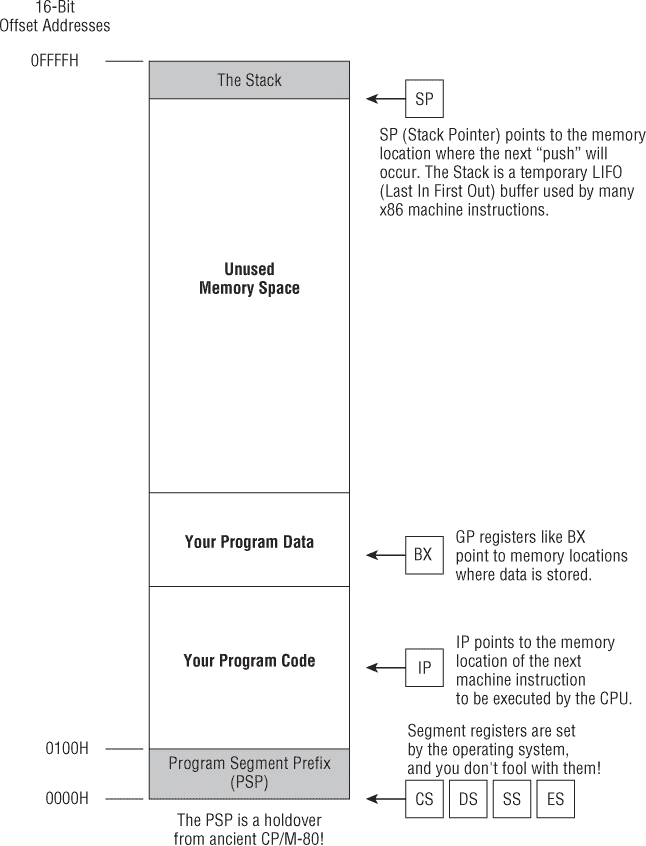 16-Bit
Offset Addresses
0FFFFH
The Stack
SP
SP (Stack Pointer) points to the memory
location where the next “push” will
occur. The Stack is a temporary LIFO
(Last In First Out) buffer used by many
x86 machine instructions.
Unused
Memory Space
Your Program Data
BX
GP registers like BX
point to memory locations
where data is stored.
Your Program Code
IP
IP points to the memory
location of the next
machine instruction
to be executed by the CPU.
0100H
Program Segment Prefix
(PSP)
0000H
Segment registers are set
by the operating system,
and you don't fool with them!
CS DS SS ES
The PSP is a holdover
from ancient CP/M-80!